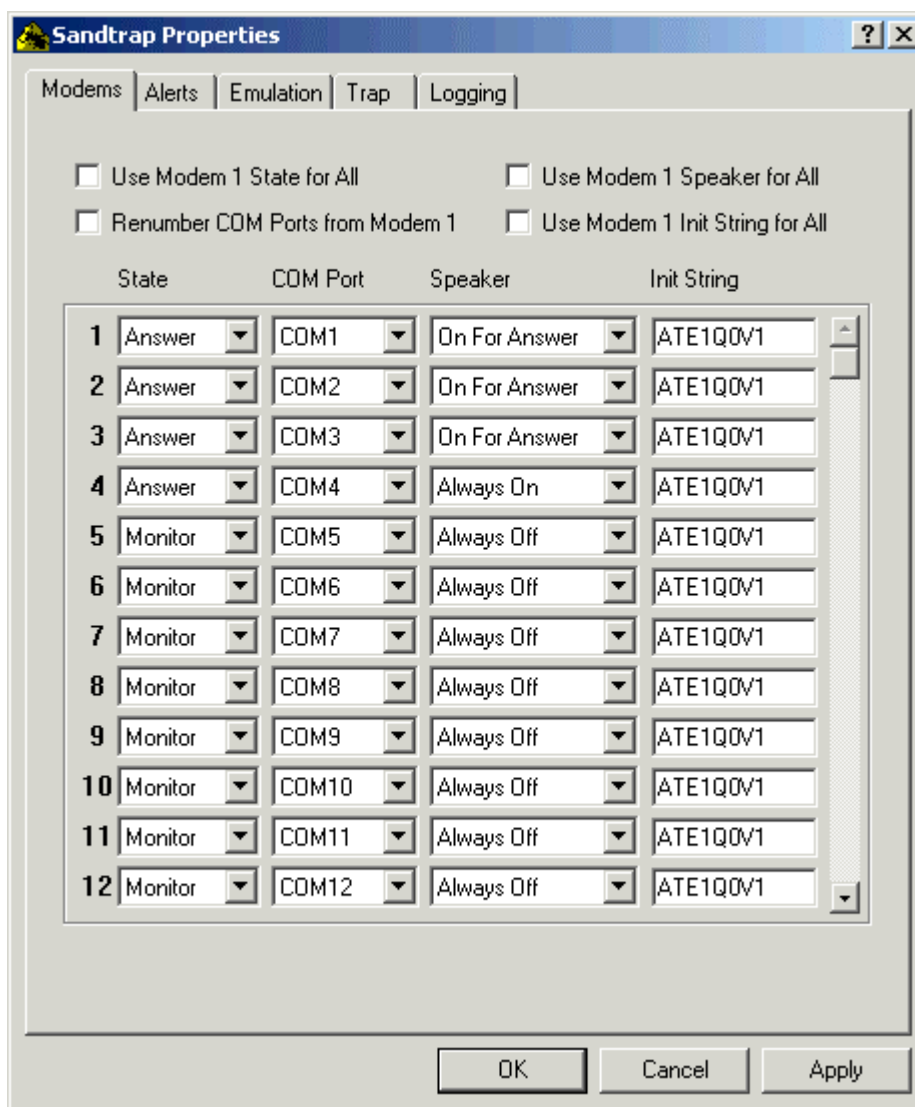 Sandtrap Properties
Modems Alerts Emulation Trap Logging
Use Modem 1 State for All Use Modem 1 Speaker for All
Renumber COM Ports from Modem 1 Use Modem 1 Init String for All
State COM Port Speaker Init String
1 Answer COM1 On For Answer ATE1Q0V1
2 Answer COM2 On For Answer ATE1Q0V1
3 Answer COM3 On For Answer ATE1Q0V1
4 Answer COM4 Always On ATE1Q0V1
5 Monitor COM5 Always Off ATE1Q0V1
6 Monitor COM6 Always Off ATE1Q0V1
7 Monitor COM7 Always Off ATE1Q0V1
8 Monitor COM8 Always Off ATE1Q0V1
9 Monitor COM9 Always Off ATE1Q0V1
10 Monitor COM10 Always Off ATE1Q0V1
11 Monitor COM11 Always Off ATE1Q0V1
12 Monitor COM12 Always Off ATE1Q0V1
OK Cancel Apply